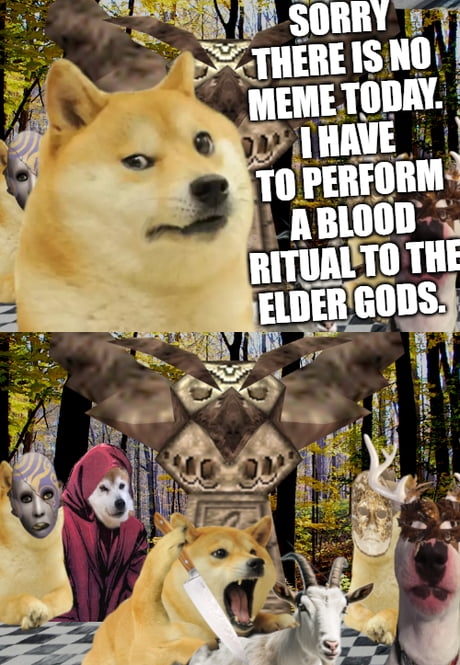 SORRY
THERE IS NO
MEME TODAY.
I HAVE
TO PERFORM
A BLOOD
RITUAL TO THE
ELDER GODS.